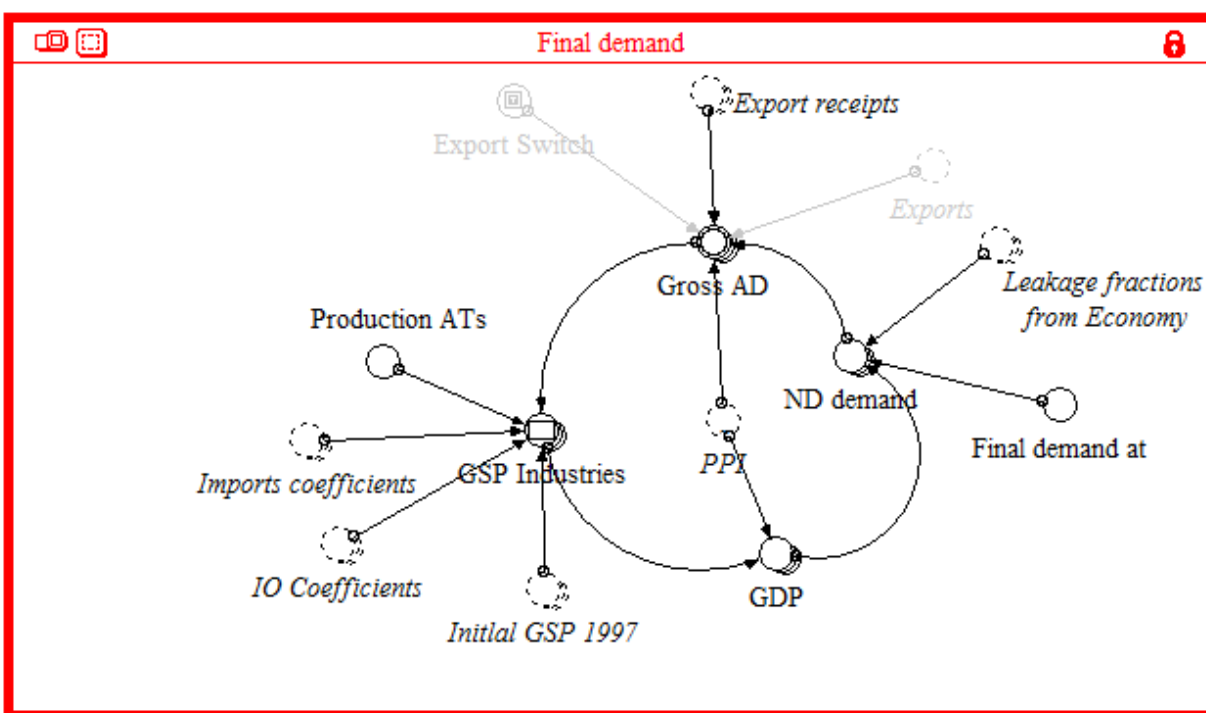 Final demand
Export receipts
Export Switch
Exports
Gross AD
Leakage fractions
from Economy
Production ATs
ND demand
Final demand at
PPI
GSP Industries
Imports coefficients
IO Coefficients
GDP
Initlal GSP 1997